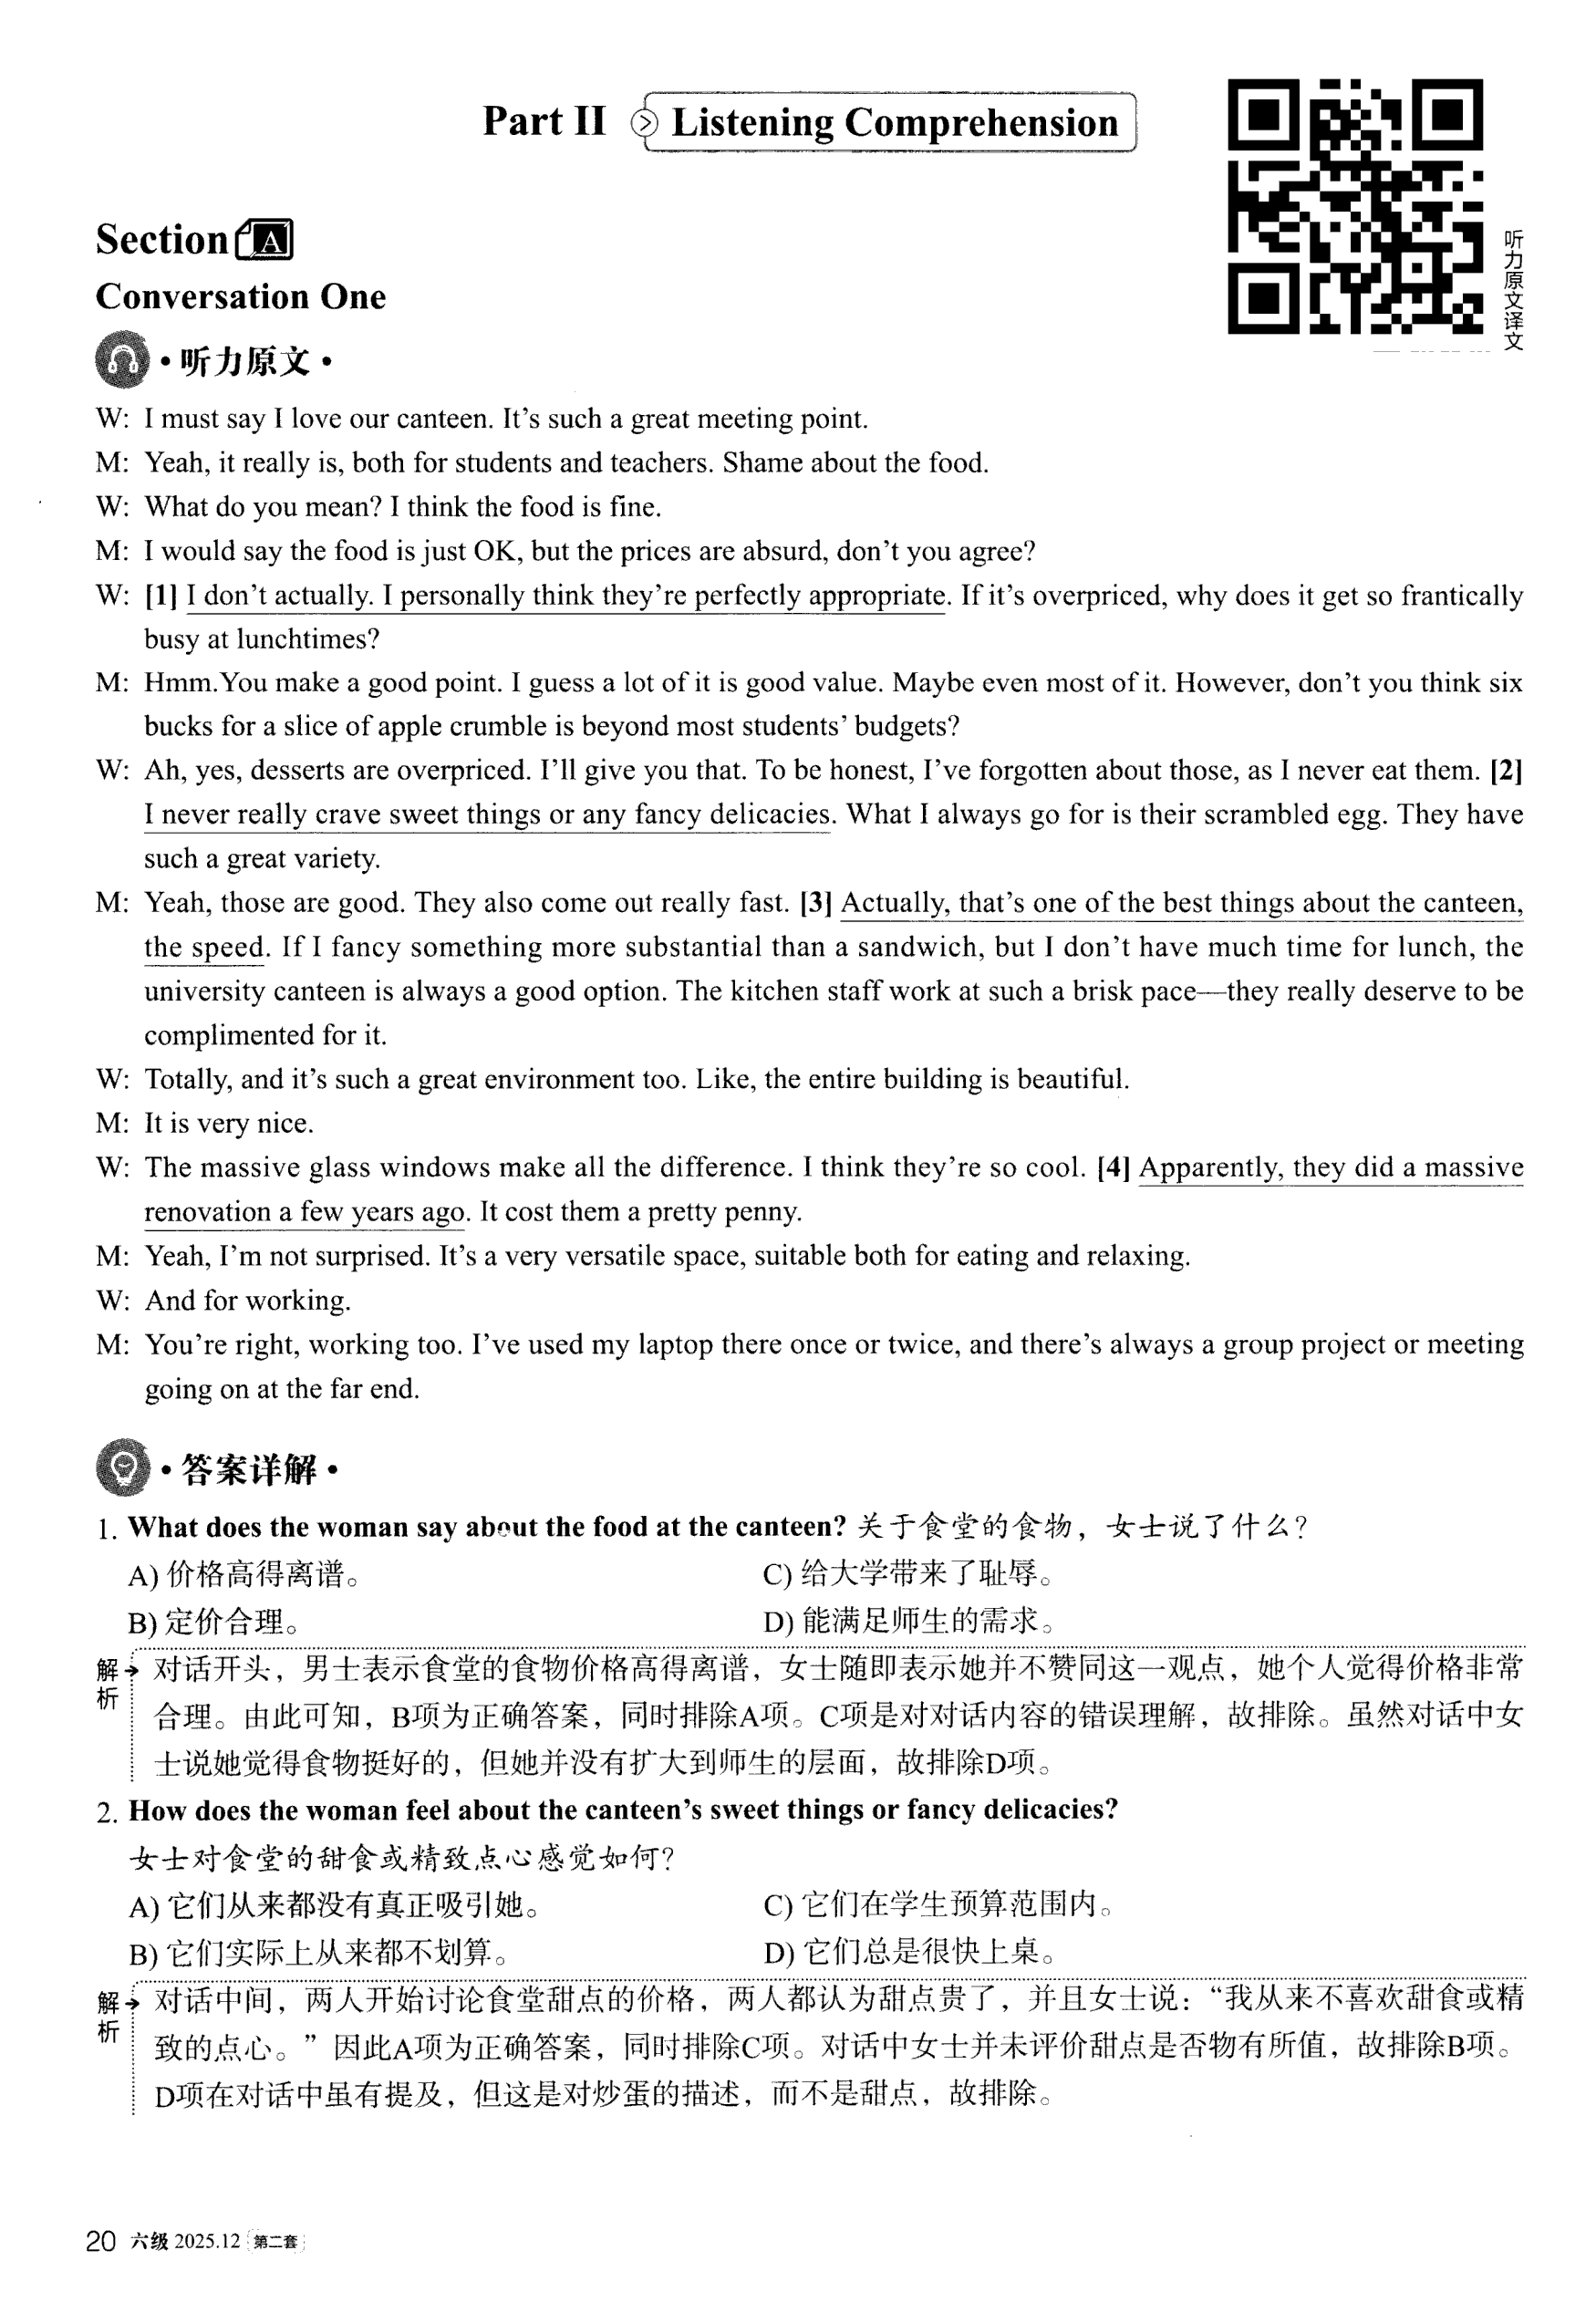 Part II Listening Comprehension
听力原文译文
Section A
Conversation One
·听力原文·
W: I must say I love our canteen. It's such a great meeting point.
M: Yeah, it really is, both for students and teachers. Shame about the food.
W: What do you mean? I think the food is fine.
M: I would say the food is just OK, but the prices are absurd, don't you agree?
W: [1] I don't actually. I personally think they're perfectly appropriate. If it's overpriced, why does it get so frantically
busy at lunchtimes?
M: Hmm.You make a good point. I guess a lot of it is good value. Maybe even most of it. However, don't you think six
bucks for a slice of apple crumble is beyond most students' budgets?
W: Ah, yes, desserts are overpriced. I'll give you that. To be honest, I've forgotten about those, as I never eat them. [2]
I never really crave sweet things or any fancy delicacies. What I always go for is their scrambled egg. They have
such a great variety.
M: Yeah, those are good. They also come out really fast. [3] Actually, that's one of the best things about the canteen,
the speed. If I fancy something more substantial than a sandwich, but I don't have much time for lunch, the
university canteen is always a good option. The kitchen staff work at such a brisk pace—they really deserve to be
complimented for it.
W: Totally, and it's such a great environment too. Like, the entire building is beautiful.
M: It is very nice.
W: The massive glass windows make all the difference. I think they're so cool. [4] Apparently, they did a massive
renovation a few years ago. It cost them a pretty penny.
M: Yeah, I'm not surprised. It's a very versatile space, suitable both for eating and relaxing.
W: And for working.
M: You're right, working too. I've used my laptop there once or twice, and there's always a group project or meeting
going on at the far end.
·答案详解·
1. What does the woman say about the food at the canteen? 关于食堂的食物，女士说了什么？
A) 价格高得离谱。 C) 给大学带来了耻辱。
B) 定价合理。 D) 能满足师生的需求。
解析 对话开头，男士表示食堂的食物价格高得离谱，女士随即表示她并不赞同这一观点，她个人觉得价格非常
合理。由此可知，B项为正确答案，同时排除A项。C项是对对话内容的错误理解，故排除。虽然对话中女
士说她觉得食物挺好的，但她并没有扩大到师生的层面，故排除D项。
2. How does the woman feel about the canteen's sweet things or fancy delicacies?
女士对食堂的甜食或精致点心感觉如何？
A) 它们从来都没有真正吸引她。 C) 它们在学生预算范围内。
B) 它们实际上从来都不划算。 D) 它们总是很快上桌。
解析 对话中间，两人开始讨论食堂甜点的价格，两人都认为甜点贵了，并且女士说：“我从来不喜欢甜食或精
致的点心。”因此A项为正确答案，同时排除C项。对话中女士并未评价甜点是否物有所值，故排除B项。
D项在对话中虽有提及，但这是对炒蛋的描述，而不是甜点，故排除。
20 六级 2025.12 第二套